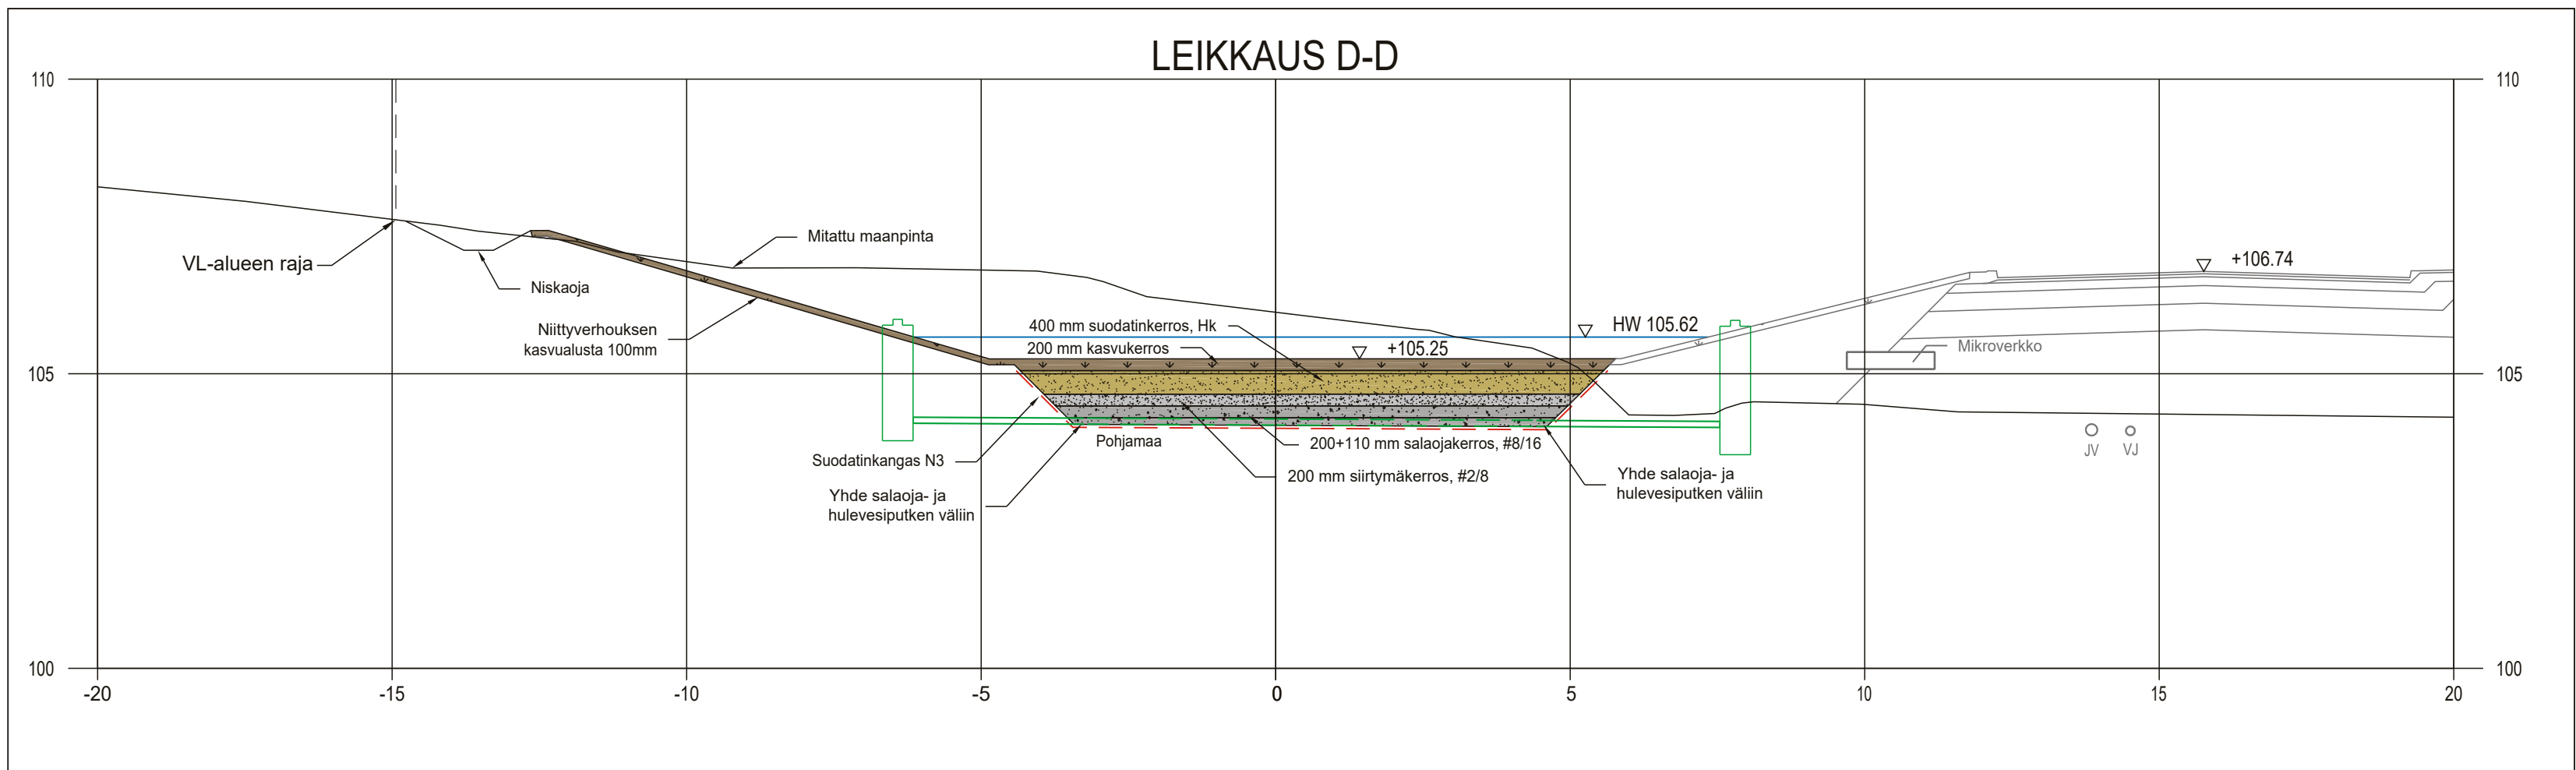 LEIKKAUS D-D
110
110
Mitattu maanpinta
VL-alueen raja
+106.74
Niskaoja
Niittyverhouksen
kasvualusta 100mm
400 mm suodatinkerros, Hk
HW 105.62
200 mm kasvukerros
+105.25
Mikroverkko
105
105
Pohjamaa
200+110 mm salaojakerros, #8/16
JV
VJ
Suodatinkangas N3
200 mm siirtymäkerros, #2/8
Yhde salaoja- ja
hulevesiputken väliin
Yhde salaoja- ja
hulevesiputken väliin
100
100
-20
-15
-10
-5
0
5
10
15
20